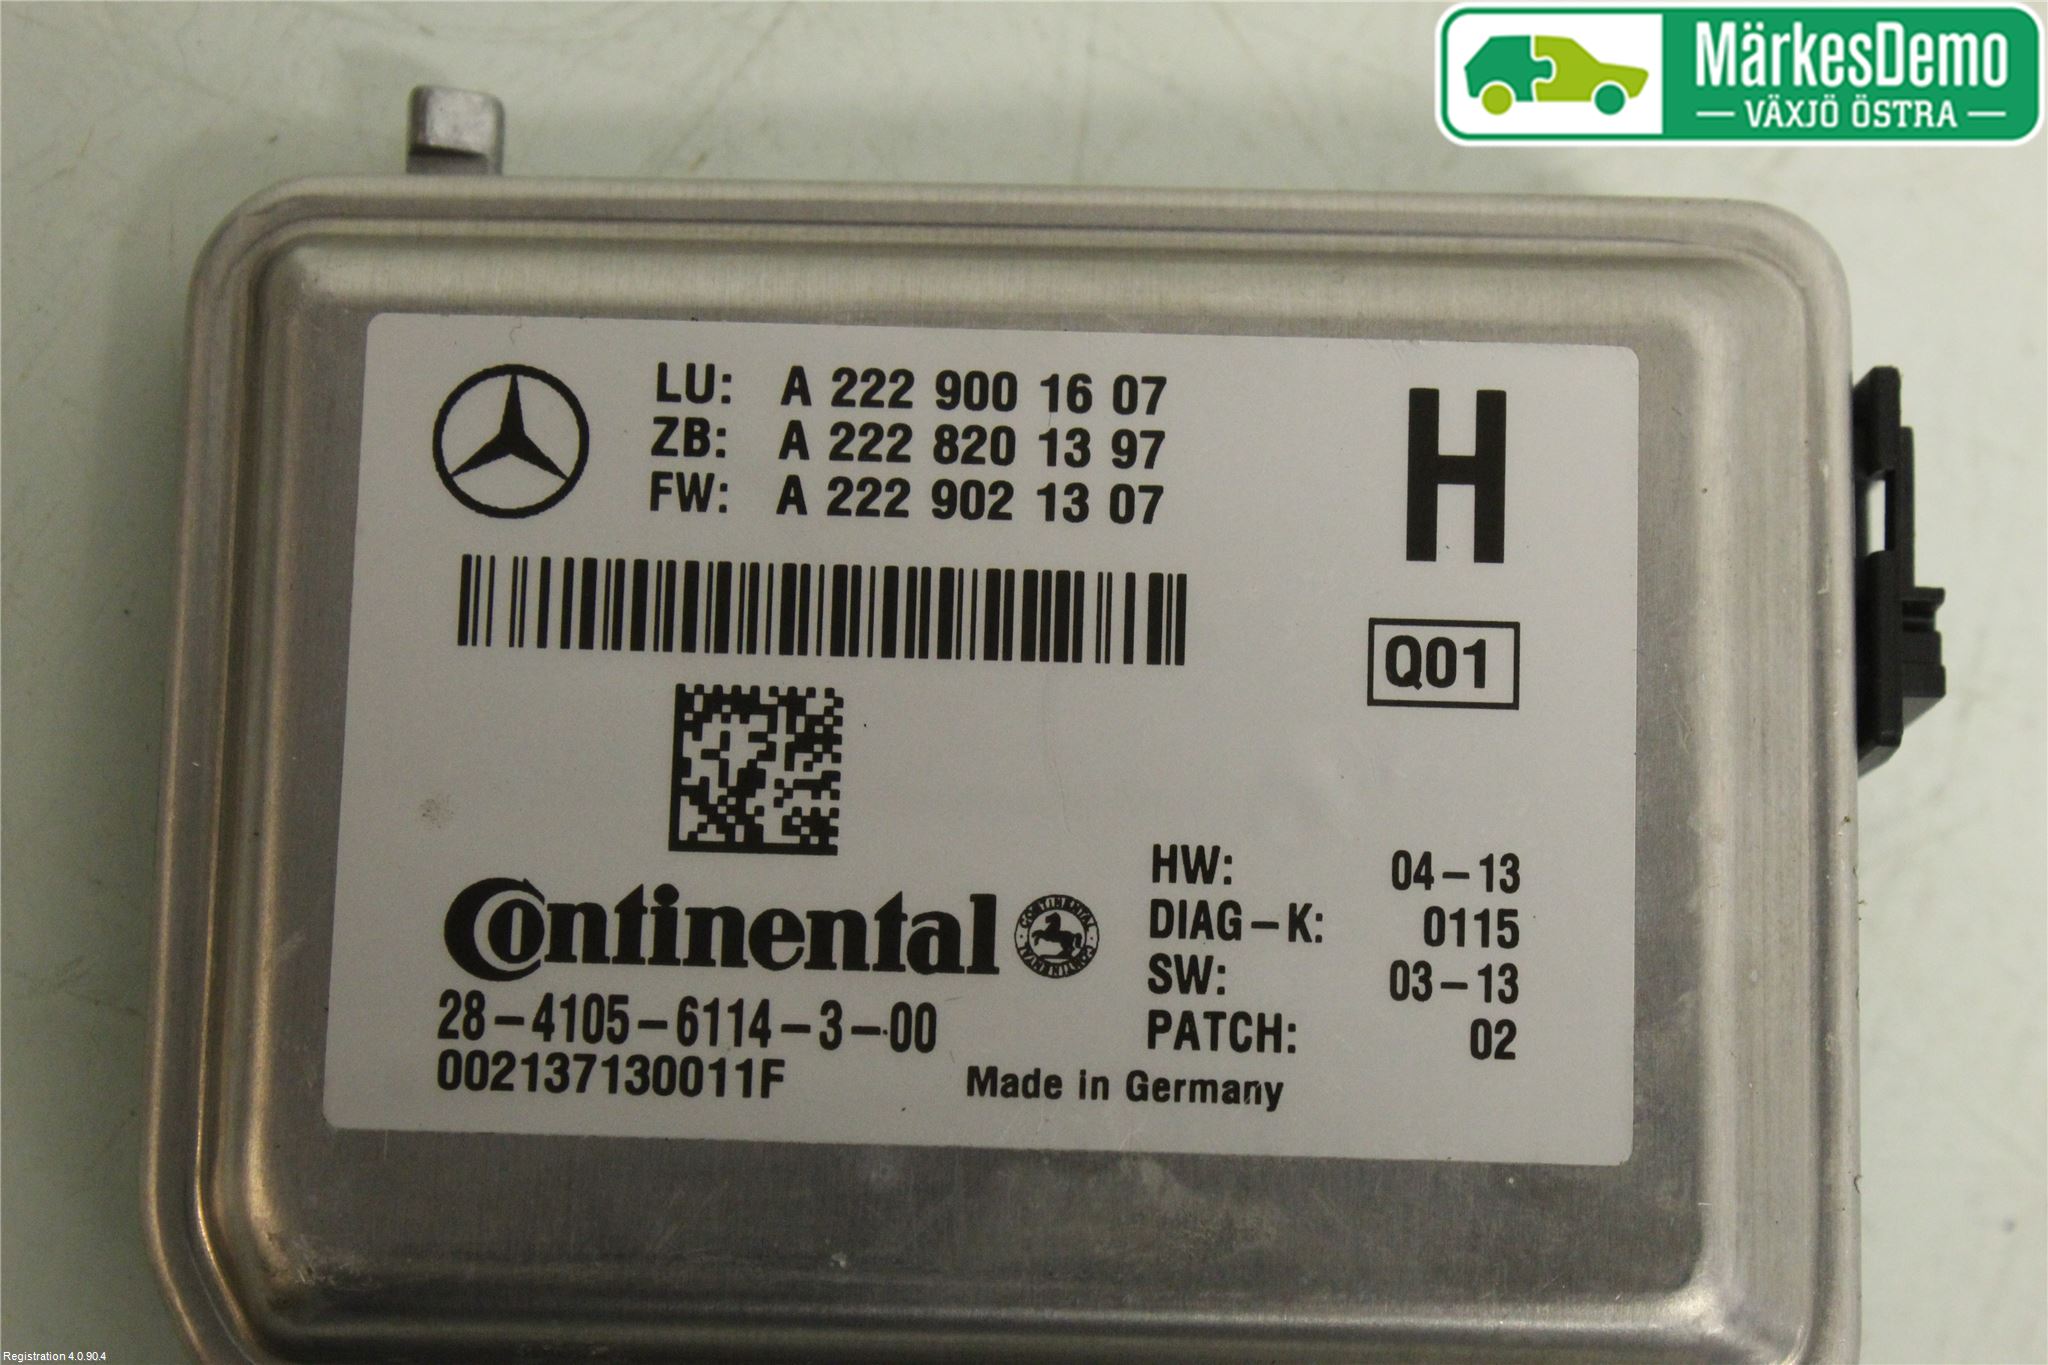 MärkesDemo
VÄXJÖ ÖSTRA
LU: A 222 900 16 07
ZB: A 222 820 13 97
FW: A 222 902 13 07
H
Q01
Continental
CONTINENTAL
CONTINENTAL
28-4105-6114-3-00
002137130011F
HW: 04-13
DIAG-K: 0115
SW: 03-13
PATCH: 02
Made in Germany
Registration 4.0.90.4